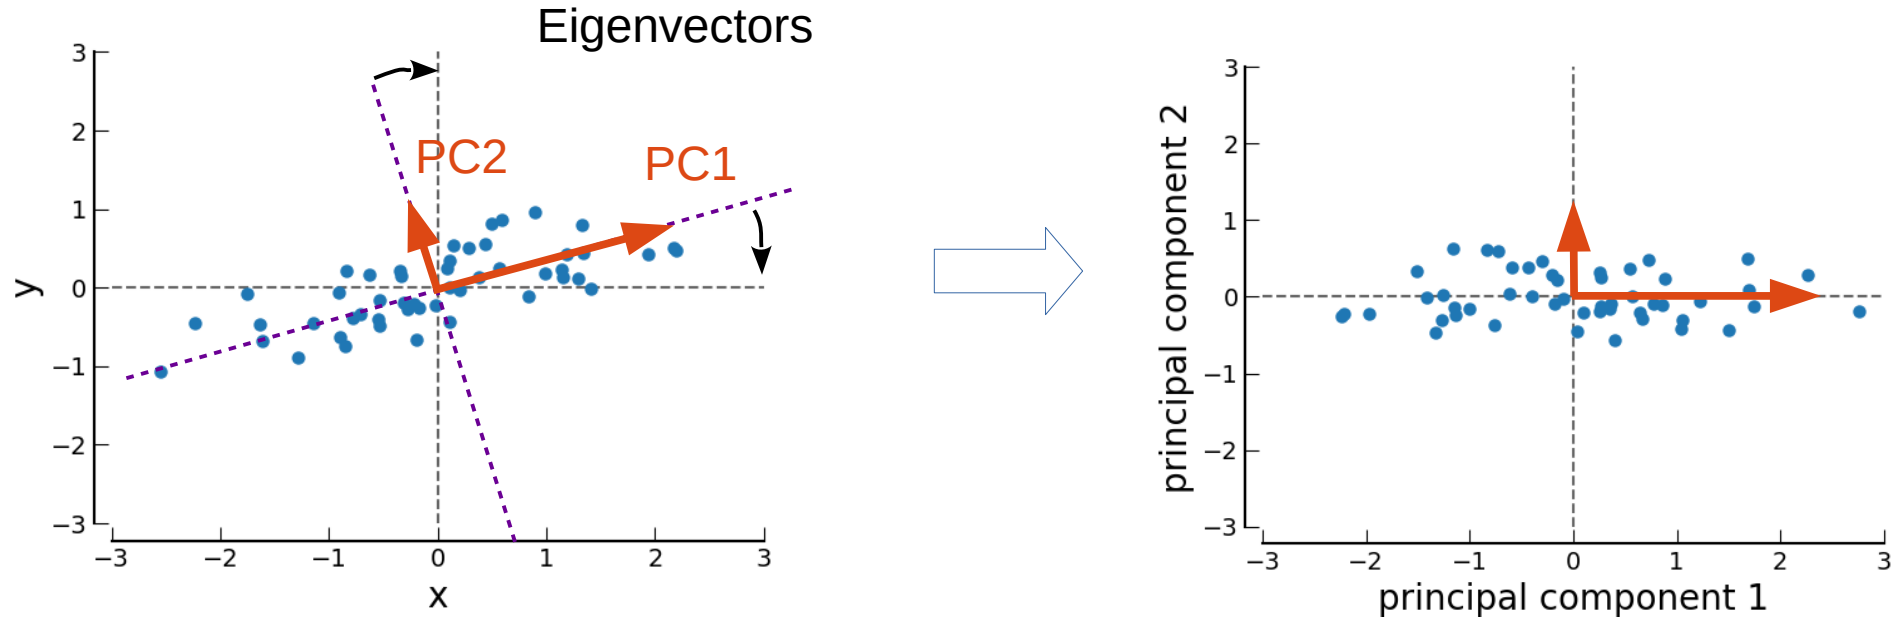 Eigenvectors
PC2
PC1
y
3
2
1
0
−1
−2
−3
−3 −2 −1 0 1 2 3
x
principal component 2
3
2
1
0
−1
−2
−3
−3 −2 −1 0 1 2 3
principal component 1